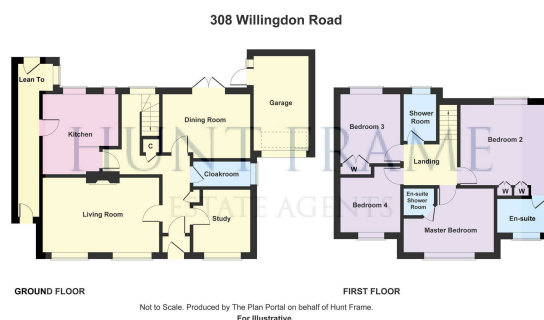 308 Willingdon Road
Lean To
Kitchen
C
Dining Room
Garage
Cloakroom
Living Room
Study
Bedroom 3
Shower
Room
Bedroom 2
Landing
W
W
W
Bedroom 4
En-suite
Shower
Room
En-suite
Master Bedroom
HUNT FRAME
ESTATE AGENTS
GROUND FLOOR
FIRST FLOOR
Not to Scale. Produced by The Plan Portal on behalf of Hunt Frame.
For Illustrative